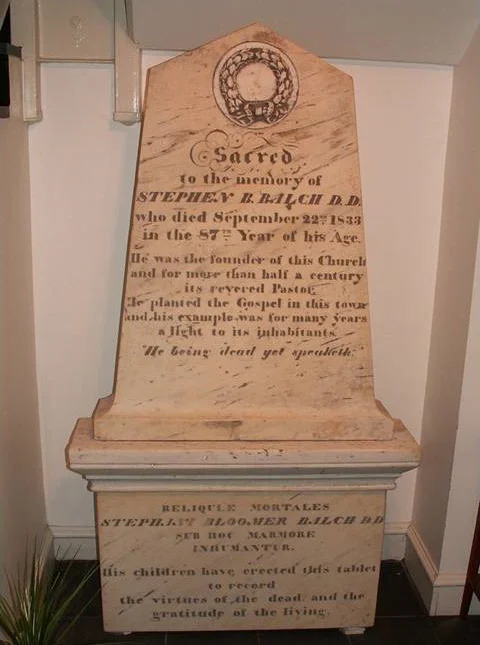 Sacred
to the memory of
STEPHEN B. BALCH D.D.
who died September 22nd 1833
in the 87th Year of his Age.
He was the founder of this Church
and for more than half a century
its revered Pastor.
He planted the Gospel in this town
and his example was for many years
a light to its inhabitants.
"He being dead yet speaketh."
RELIQUIÆ MORTALES
STEPHANI BLOOMER BALCH D.D.
SUB HOC MARMORE
INHUMANTUR.
His children have erected this tablet
to record
the virtues of the dead, and the
gratitude of the living.